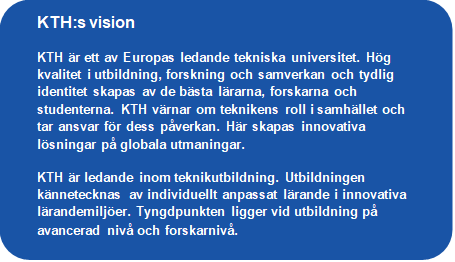 KTH:s vision
KTH är ett av Europas ledande tekniska universitet. Hög
kvalitet i utbildning, forskning och samverkan och tydlig
identitet skapas av de bästa lärarna, forskarna och
studenterna. KTH värnar om teknikens roll i samhället och
tar ansvar för dess påverkan. Här skapas innovativa
lösningar på globala utmaningar.
KTH är ledande inom teknikutbildning. Utbildningen
kännetecknas av individuellt anpassat lärande i innovativa
lärandemiljöer. Tyngdpunkten ligger vid utbildning på
avancerad nivå och forskarnivå.